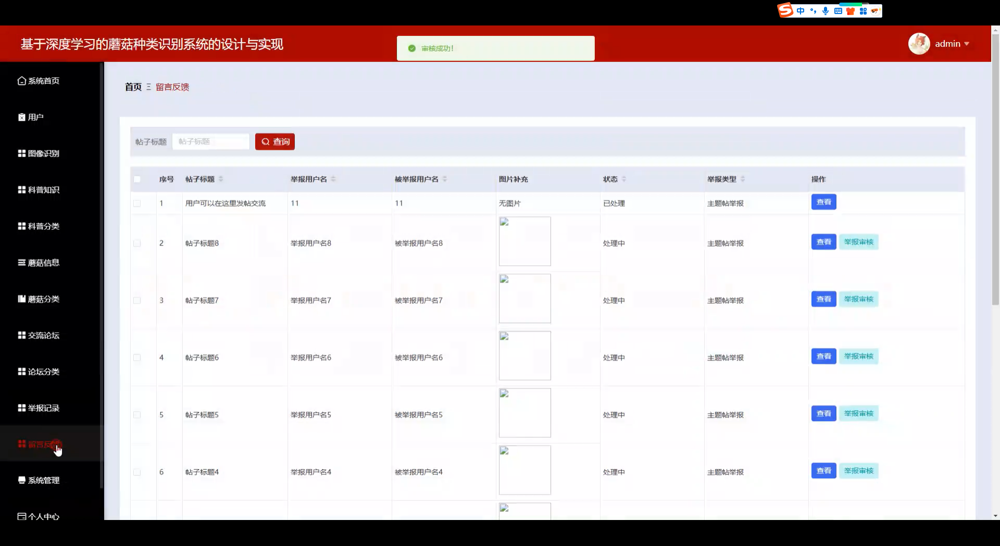 中
基于深度学习的蘑菇种类识别系统的设计与实现
审核成功!
admin
系统首页
用户
图像识别
科普知识
科普分类
蘑菇信息
蘑菇分类
交流论坛
论坛分类
举报记录
留言反馈
系统管理
个人中心
首页 留言反馈
帖子标题 帖子标题 查询
序号 帖子标题 举报用户名 被举报用户名 图片补充 状态 举报类型 操作
1 用户可以在这里发帖交流 11 11 无图片 已处理 主题帖举报 查看
2 帖子标题8 举报用户名8 被举报用户名8 处理中 主题帖举报 查看 举报审核
3 帖子标题7 举报用户名7 被举报用户名7 处理中 主题帖举报 查看 举报审核
4 帖子标题6 举报用户名6 被举报用户名6 处理中 主题帖举报 查看 举报审核
5 帖子标题5 举报用户名5 被举报用户名5 处理中 主题帖举报 查看 举报审核
6 帖子标题4 举报用户名4 被举报用户名4 处理中 主题帖举报 查看 举报审核